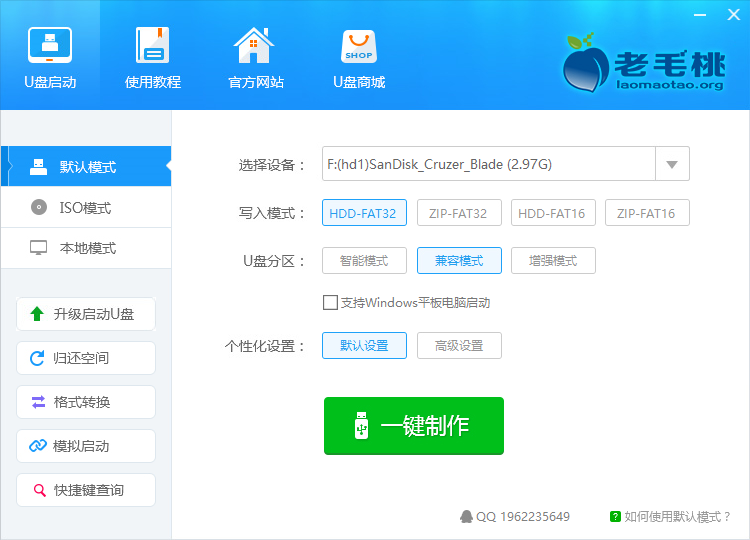 U盘启动
使用教程
官方网站
SHOP
U盘商城
老毛桃
laomaotao.org
默认模式
ISO模式
本地模式
升级启动U盘
归还空间
格式转换
模拟启动
快捷键查询
选择设备：
F:(hd1)SanDisk_Cruzer_Blade (2.97G)
写入模式：
HDD-FAT32 ZIP-FAT32 HDD-FAT16 ZIP-FAT16
U盘分区：
智能模式 兼容模式 增强模式
支持Windows平板电脑启动
个性化设置：
默认设置 高级设置
一键制作
QQ 1962235649
? 如何使用默认模式？